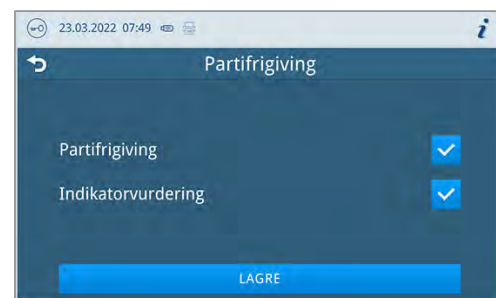 23.03.2022 07:49
i
Partifrigiving
Partifrigiving
Indikatorvurdering
LAGRE